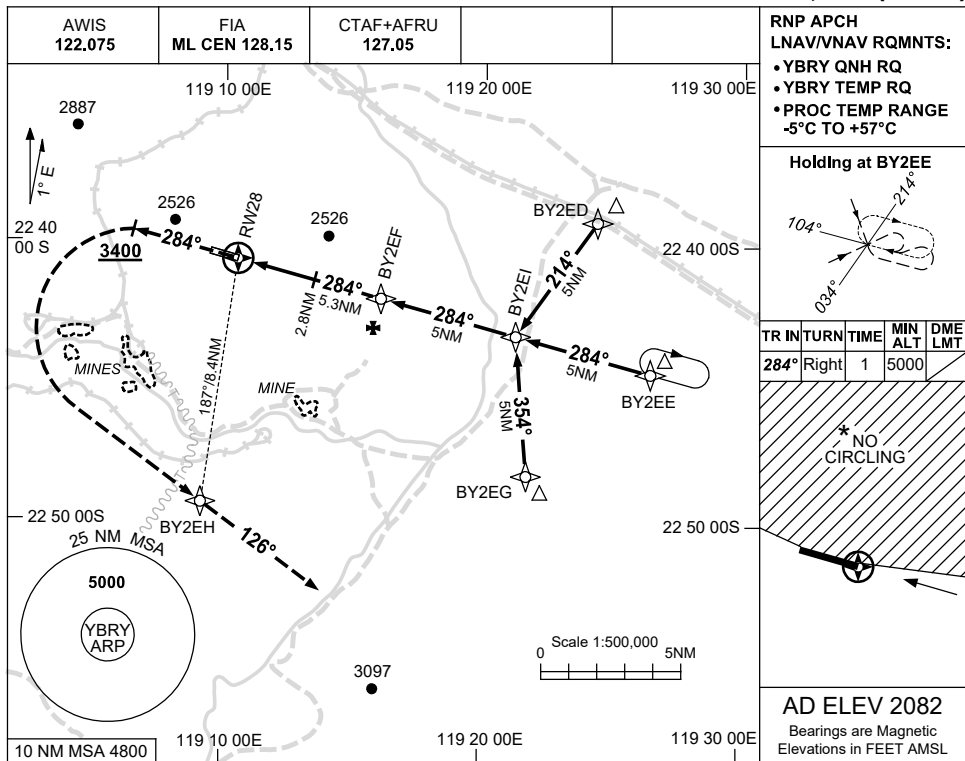 AWIS
122.075
FIA
ML CEN 128.15
CTAF+AFRU
127.05
RNP APCH
LNAV/VNAV RQMNTS:
• YBRY QNH RQ
• YBRY TEMP RQ
• PROC TEMP RANGE
-5°C TO +57°C
119 10 00E
119 20 00E
119 30 00E
2887
1° E
2526
RW28
2526
BY2EF
BY2ED
22 40
00 S
22 40 00S
284°
3400
284°
5.3NM
2.8NM
284°
5NM
BY2EI
214°
5NM
284°
5NM
BY2EE
354°
5NM
BY2EG
MINES
MINE
187°/8.4NM
BY2EH
126°
22 50 00S
22 50 00S
25 NM MSA
5000
YBRY
ARP
3097
Scale 1:500,000
0
5NM
10 NM MSA 4800
119 10 00E
119 20 00E
119 30 00E
Holding at BY2EE
214°
104°
034°
TR IN TURN TIME MIN ALT DME LMT
284° Right 1 5000
* NO
CIRCLING
AD ELEV 2082
Bearings are Magnetic
Elevations in FEET AMSL